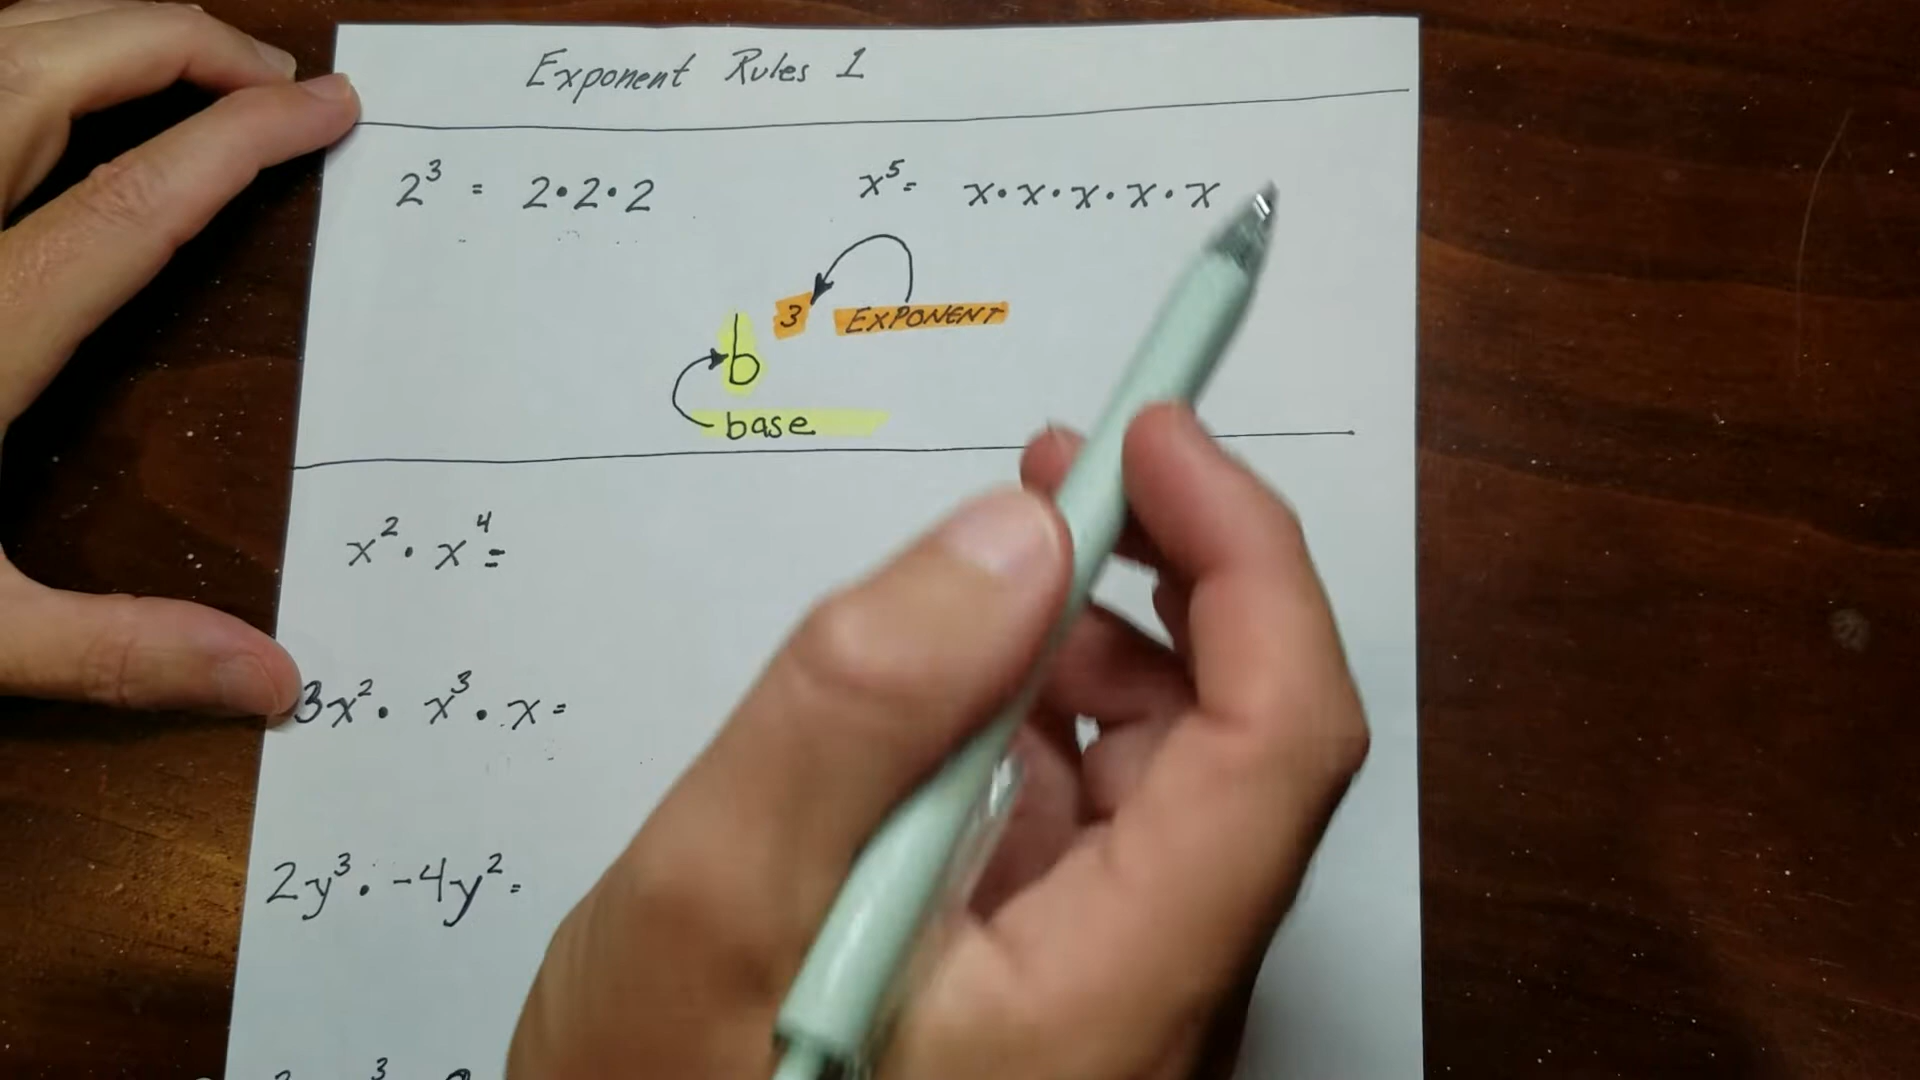 Exponent Rules 1
2³ = 2•2•2 x⁵= x•x•x•x•x
3 EXPONENT
b
base
x²• x⁴=
3x²• x³• x=
2y³• -4y²=